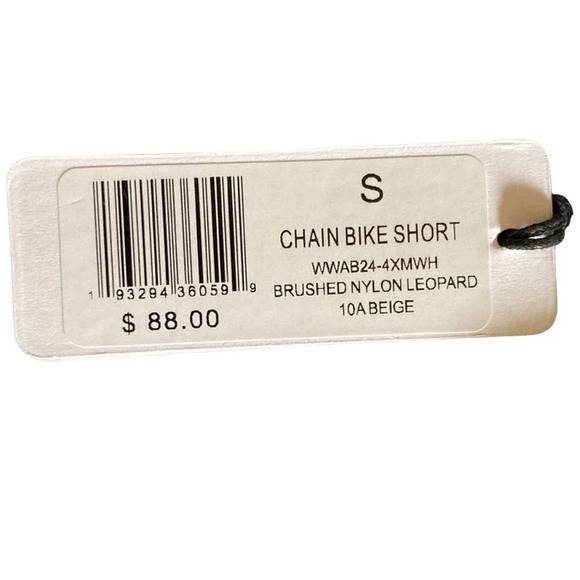 1 93294 36059 9
$ 88.00
S
CHAIN BIKE SHORT
WWAB24-4XMWH
BRUSHED NYLON LEOPARD
10A BEIGE